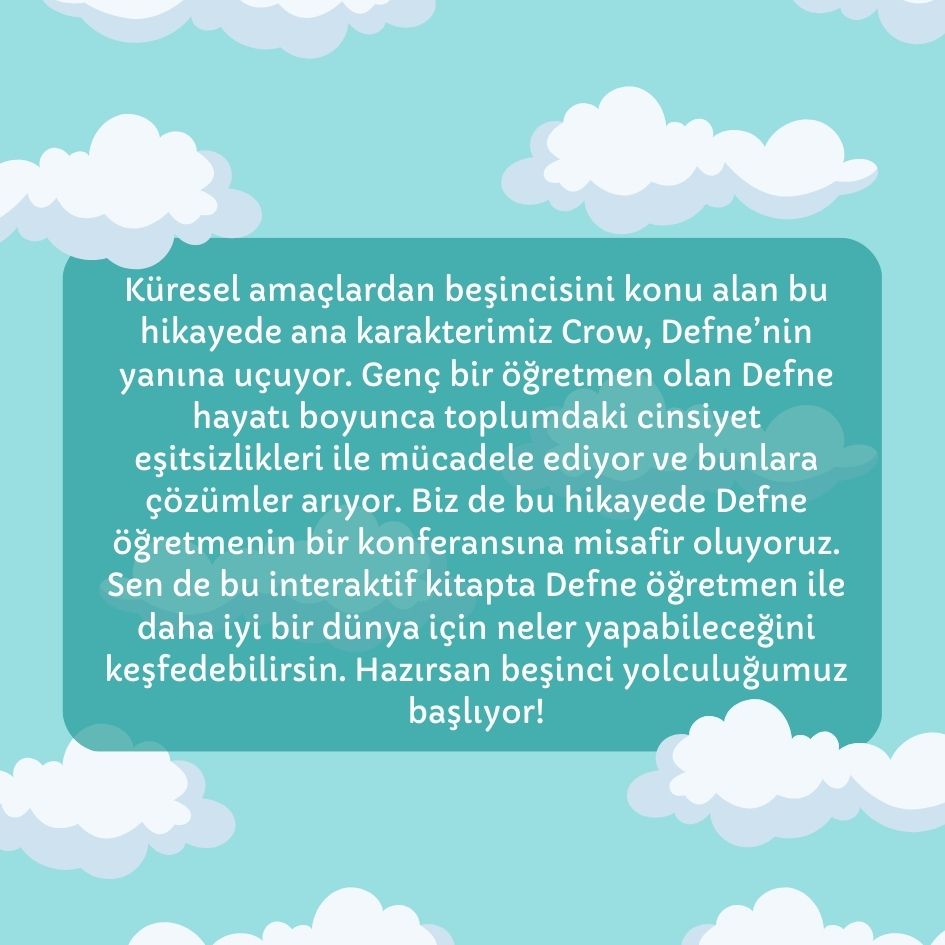 Küresel amaçlardan beşincisini konu alan bu
hikayede ana karakterimiz Crow, Defne’nin
yanına uçuyor. Genç bir öğretmen olan Defne
hayatı boyunca toplumdaki cinsiyet
eşitsizlikleri ile mücadele ediyor ve bunlara
çözümler arıyor. Biz de bu hikayede Defne
öğretmenin bir konferansına misafir oluyoruz.
Sen de bu interaktif kitapta Defne öğretmen ile
daha iyi bir dünya için neler yapabileceğini
keşfedebilirsin. Hazırsan beşinci yolculuğumuz
başlıyor!